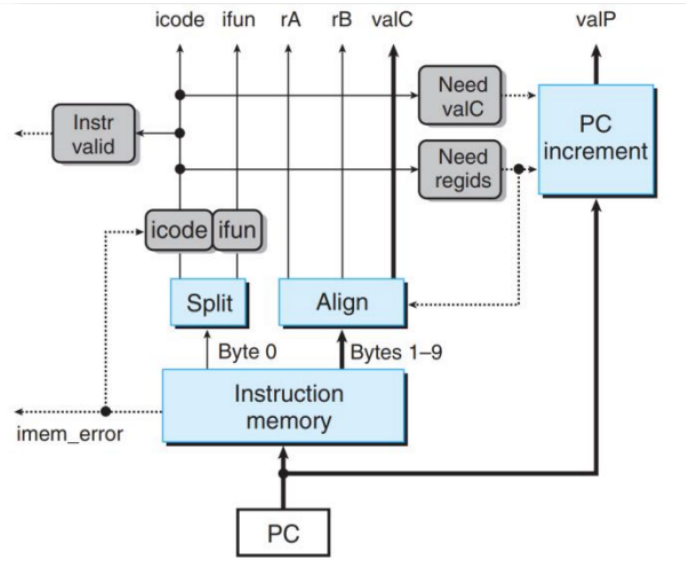 icode ifun rA rB valC valP
Need
valC
Instr
valid
PC
increment
Need
regids
icode ifun
Split
Align
Byte 0
Bytes 1–9
Instruction
memory
imem_error
PC